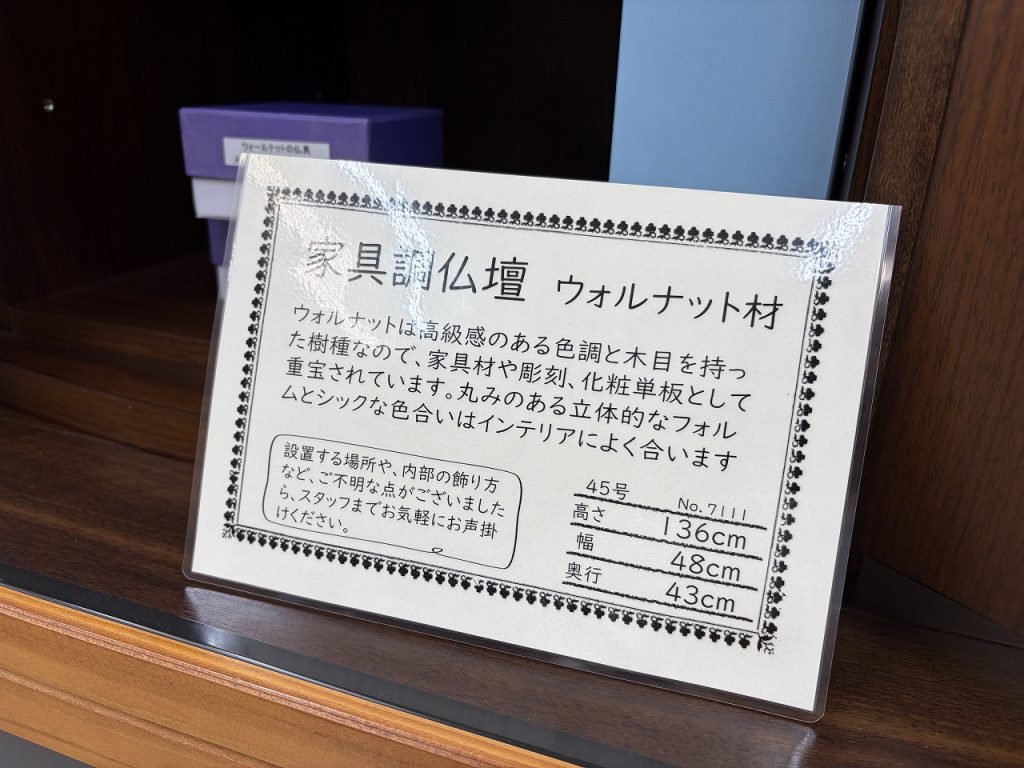 ウォールナットの仏具
家具調仏壇 ウォルナット材
ウォルナットは高級感のある色調と木目を持っ
た樹種なので、家具材や彫刻、化粧単板として
重宝されています。丸みのある立体的なフォル
ムとシックな色合いはインテリアによく合います
設置する場所や、内部の飾り方
など、ご不明な点がございました
ら、スタッフまでお気軽にお声掛
けください。
45号 No.7111
高さ 136cm
幅 48cm
奥行 43cm